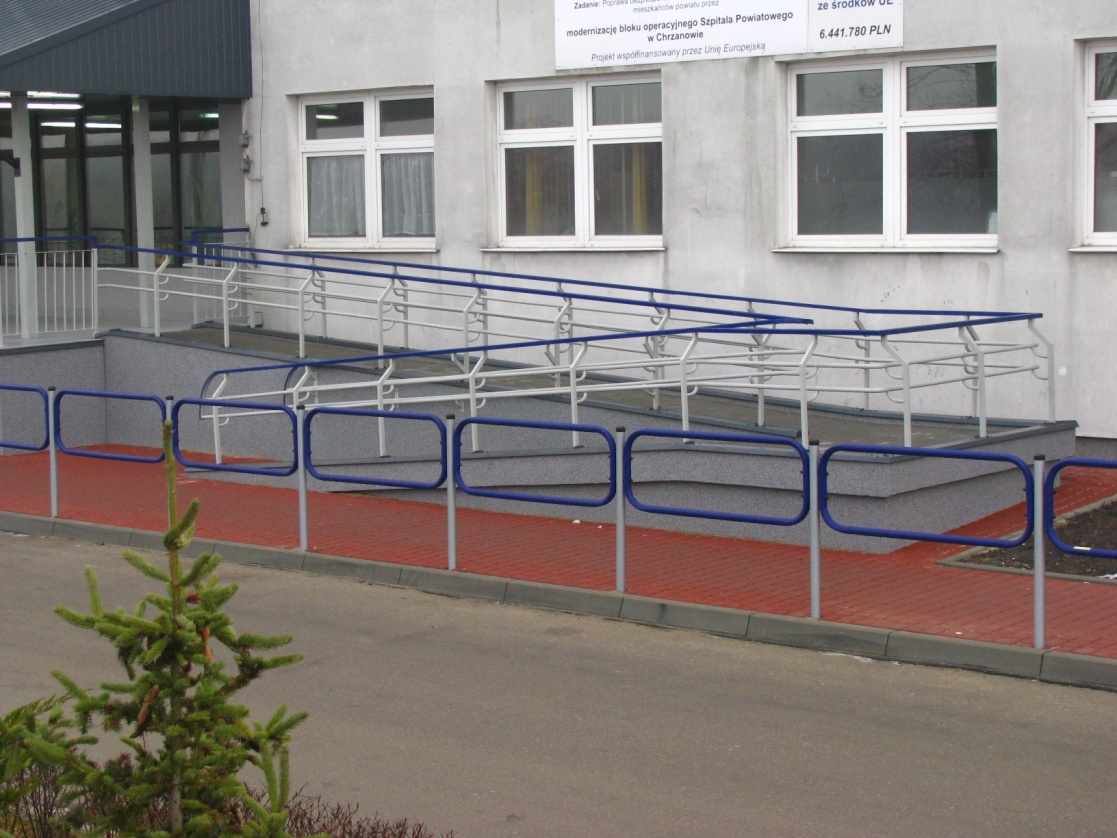 Zadanie: Poprawa bezpieczeństwa
mieszkańców powiatu przez
modernizację bloku operacyjnego Szpitala Powiatowego
w Chrzanowie
Projekt współfinansowany przez Unię Europejską
ze środków UE
6.441.780 PLN